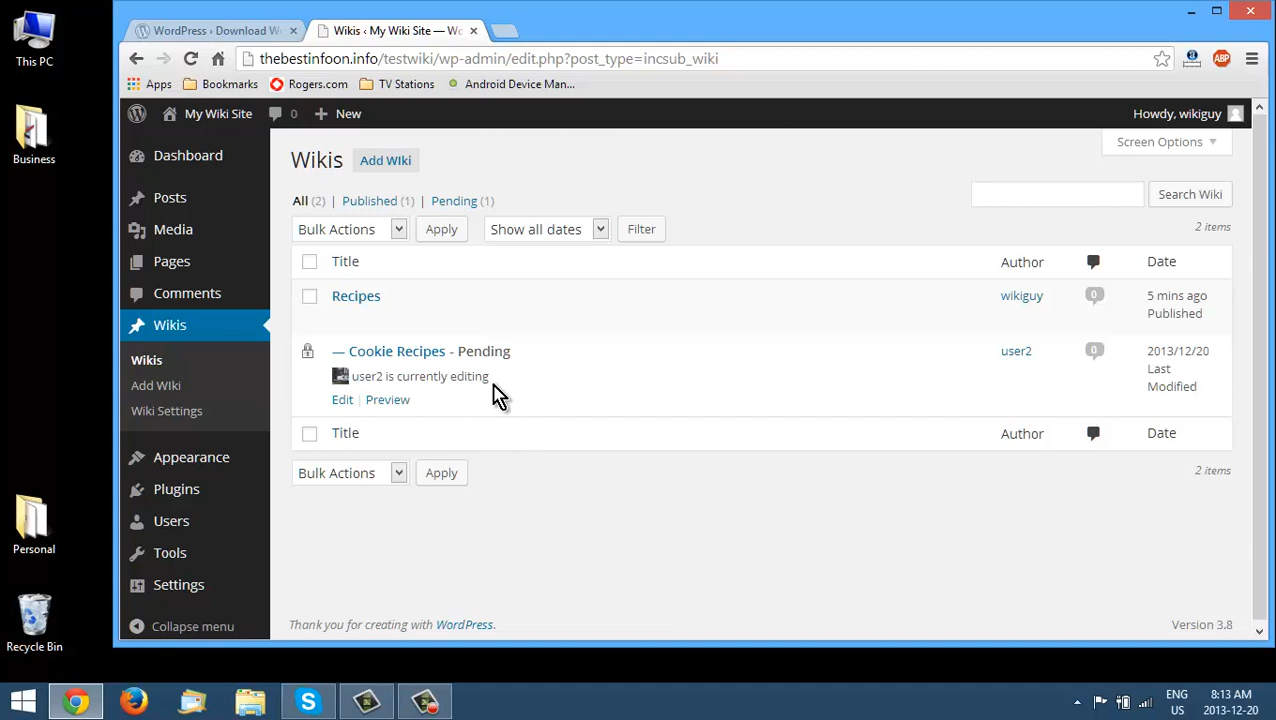 This PC
Business
Personal
Recycle Bin
WordPress › Download W
Wikis ‹ My Wiki Site — Wo
thebestinfoon.info/testwiki/wp-admin/edit.php?post_type=incsub_wiki
ABP
Apps Bookmarks Rogers.com TV Stations Android Device Man...
My Wiki Site 0 New Howdy, wikiguy
Dashboard
Posts
Media
Pages
Comments
Wikis
Wikis
Add WIki
Wiki Settings
Appearance
Plugins
Users
Tools
Settings
Collapse menu
Screen Options
Wikis Add WIki
All (2) | Published (1) | Pending (1)
Search Wiki
Bulk Actions Apply Show all dates Filter
2 items
Title Author Date
Recipes wikiguy 0 5 mins ago
Published
— Cookie Recipes - Pending user2 0 2013/12/20
Last
Modified
user2 is currently editing
Edit | Preview
Title Author Date
Bulk Actions Apply
2 items
Thank you for creating with WordPress.
Version 3.8
ENG
US
8:13 AM
2013-12-20